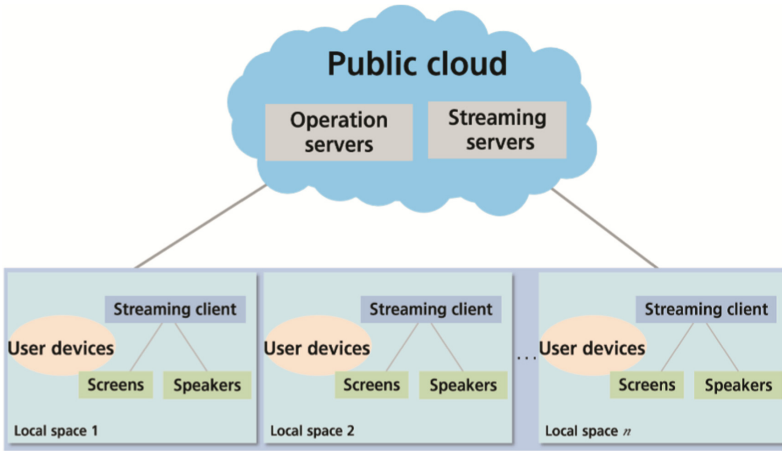 Public cloud
Operation
servers
Streaming
servers
Streaming client
User devices
Screens
Speakers
Local space 1
Streaming client
User devices
Screens
Speakers
Local space 2
...
Streaming client
User devices
Screens
Speakers
Local space n